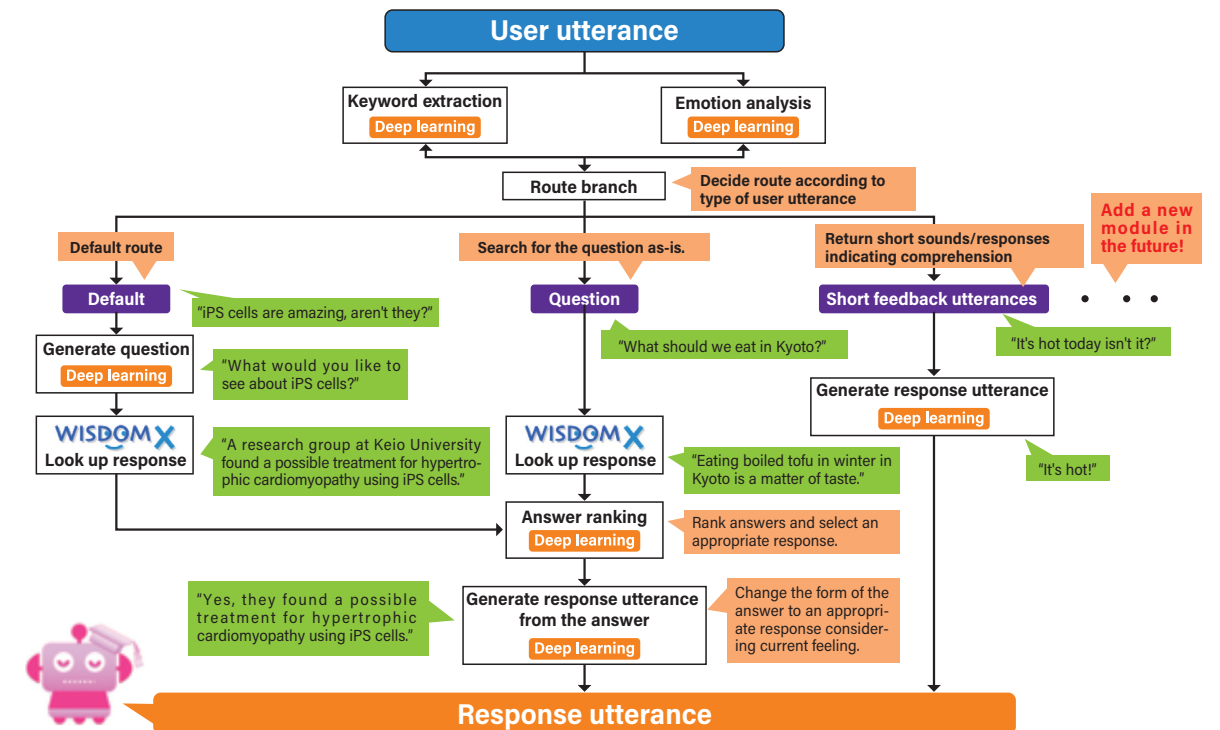 User utterance
Keyword extraction
Deep learning
Emotion analysis
Deep learning
Route branch
Decide route according to
type of user utterance
Add a new
module in
the future!
Default route
Search for the question as-is.
Return short sounds/responses
indicating comprehension
Default
Question
Short feedback utterances
• • •
"iPS cells are amazing, aren't they?"
"What should we eat in Kyoto?"
"It's hot today isn't it?"
Generate question
Deep learning
"What would you like to
see about iPS cells?"
Generate response utterance
Deep learning
WISDOM X
Look up response
"A research group at Keio University
found a possible treatment for hypertro-
phic cardiomyopathy using iPS cells."
WISDOM X
Look up response
"Eating boiled tofu in winter in
Kyoto is a matter of taste."
"It's hot!"
Answer ranking
Deep learning
Rank answers and select an
appropriate response.
"Yes, they found a possible
treatment for hypertrophic
cardiomyopathy using iPS cells."
Generate response utterance
from the answer
Deep learning
Change the form of the
answer to an appropri-
ate response consider-
ing current feeling.
Response utterance